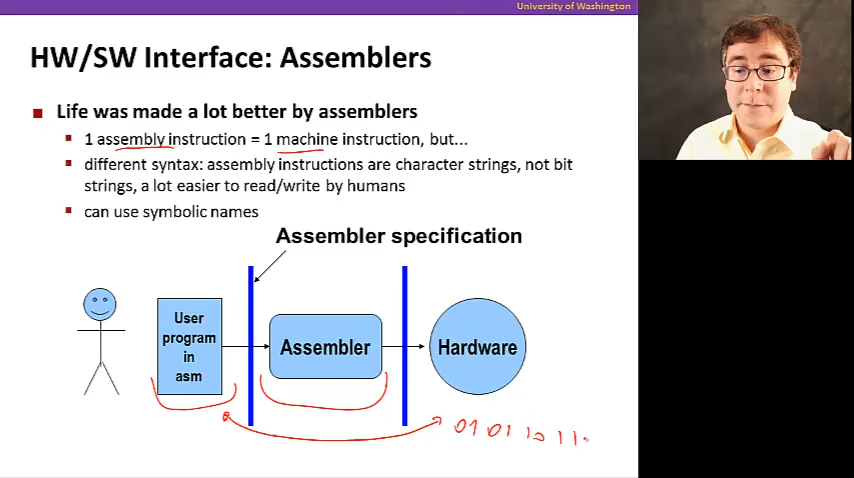 University of Washington
HW/SW Interface: Assemblers
Life was made a lot better by assemblers
1 assembly instruction = 1 machine instruction, but...
different syntax: assembly instructions are character strings, not bit
strings, a lot easier to read/write by humans
can use symbolic names
Assembler specification
User
program
in
asm
Assembler
Hardware
01 01 10 11